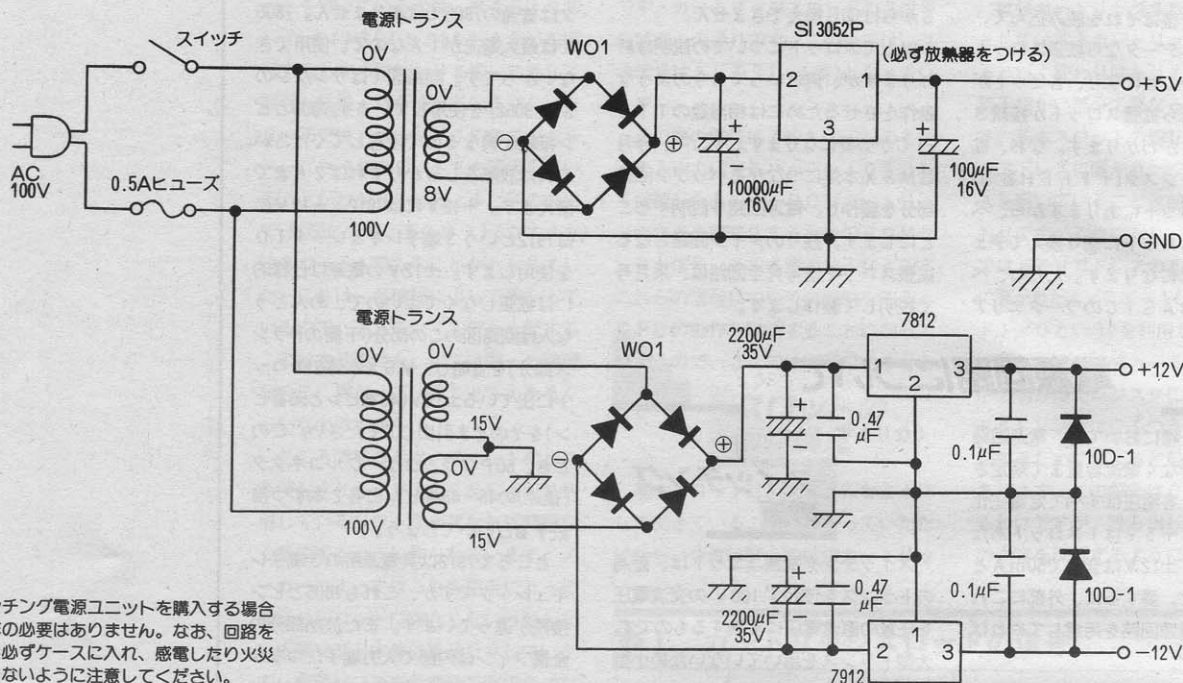 電源トランス
スイッチ
0V
0V
8V
100V
AC
100V
0.5Aヒューズ
WO1
SI 3052F
(必ず放熱器をつける)
2
1
3
+
10000μF
16V
+
100μF
16V
+5V
GND
電源トランス
0V
0V
15V
0V
15V
100V
WO1
2200μF
35V
+
−
0.47
μF
7812
1
2
3
0.1μF
10D-1
+12V
+
2200μF
35V
0.47
μF
1
2
3
7912
0.1μF
10D-1
−12V
ッチング電源ユニットを購入する場合
の必要はありません。なお、回路を
必ずケースに入れ、感電したり火災
ないように注意してください。